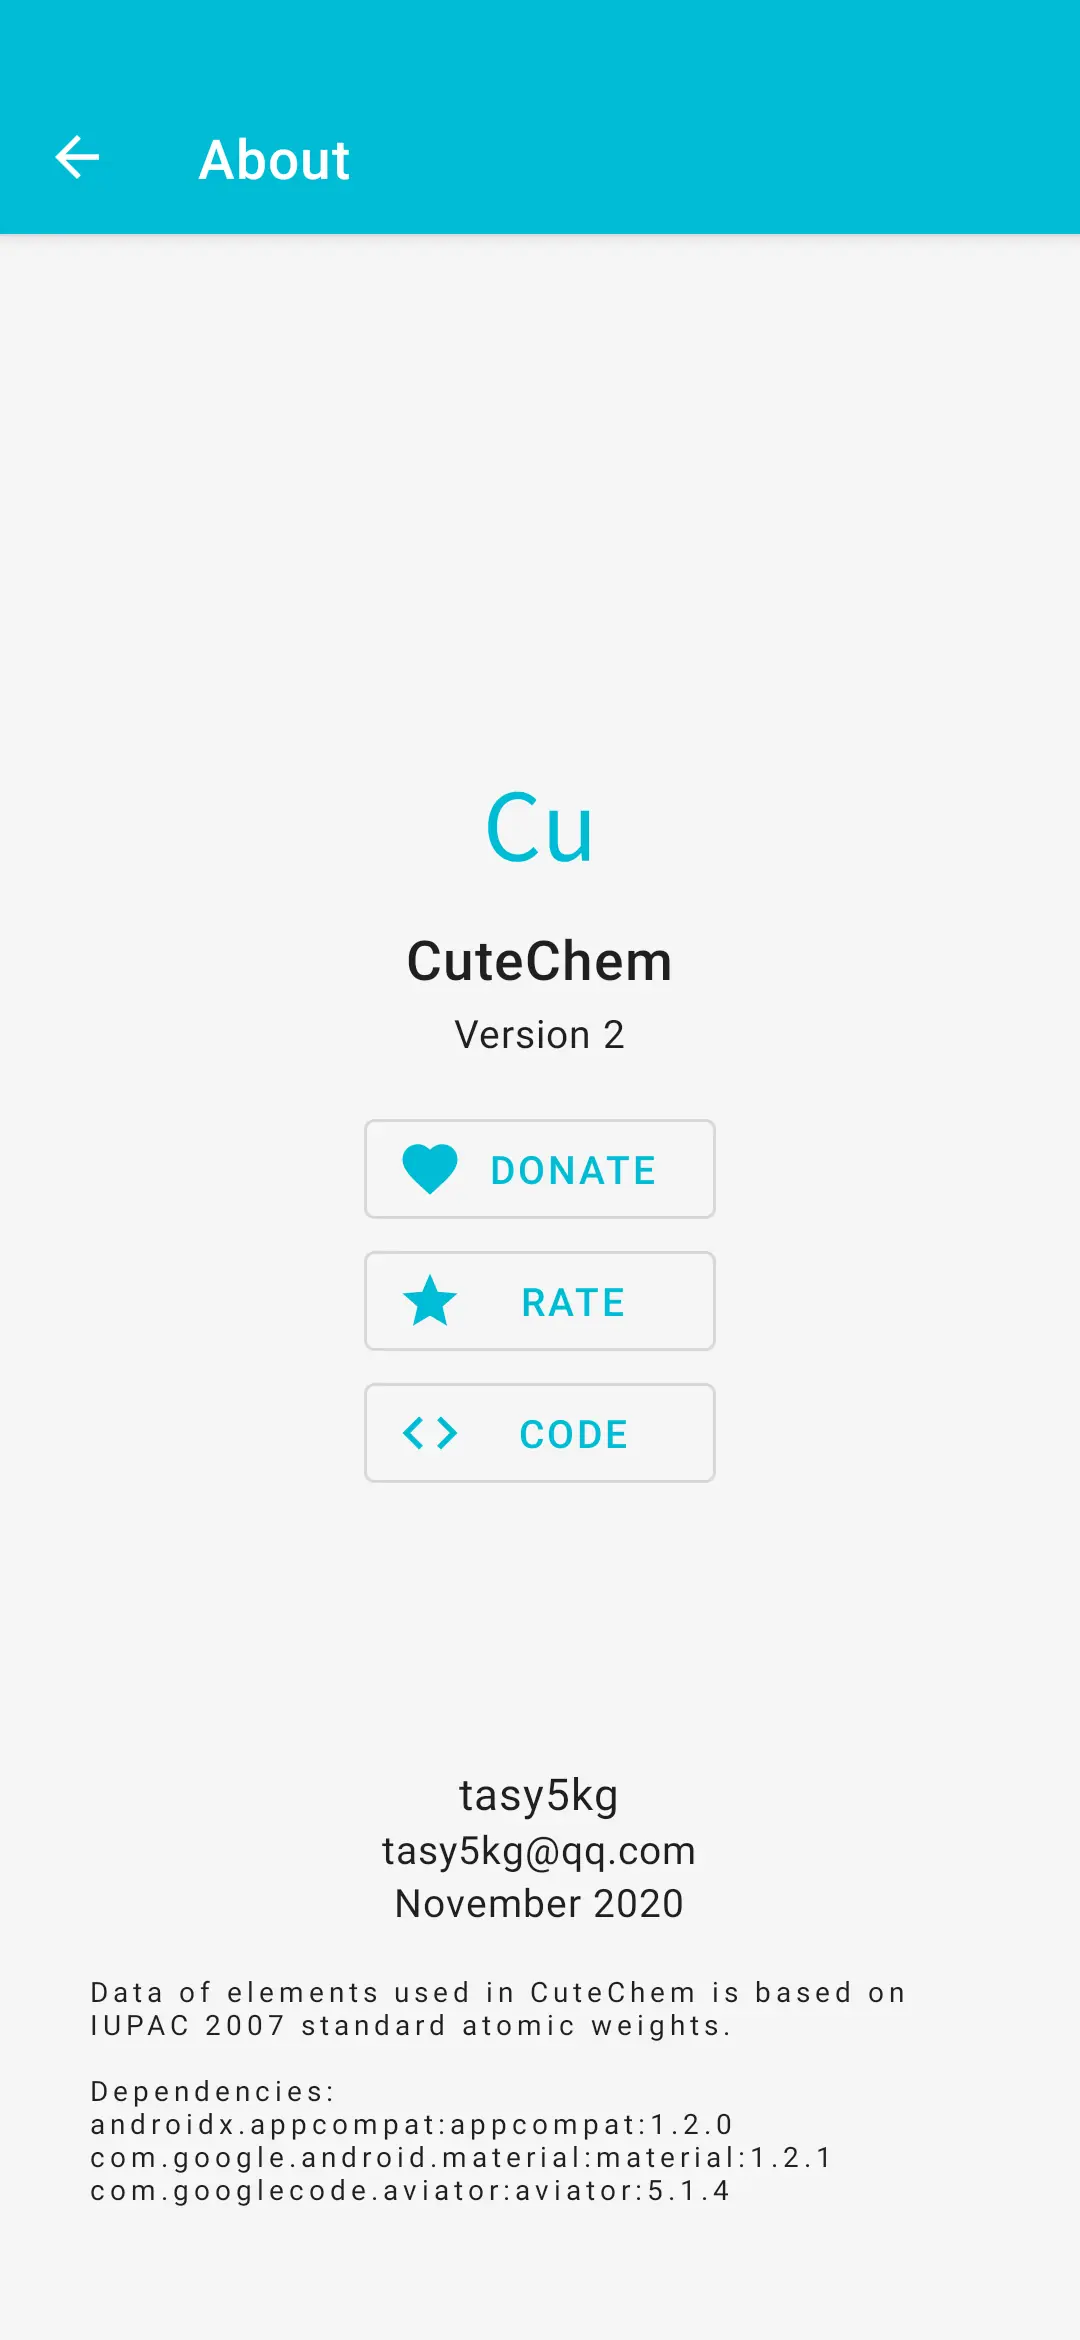 About
Cu
CuteChem
Version 2
DONATE
RATE
CODE
tasy5kg
tasy5kg@qq.com
November 2020
Data of elements used in CuteChem is based on
IUPAC 2007 standard atomic weights.
Dependencies:
androidx.appcompat:appcompat:1.2.0
com.google.android.material:material:1.2.1
com.googlecode.aviator:aviator:5.1.4